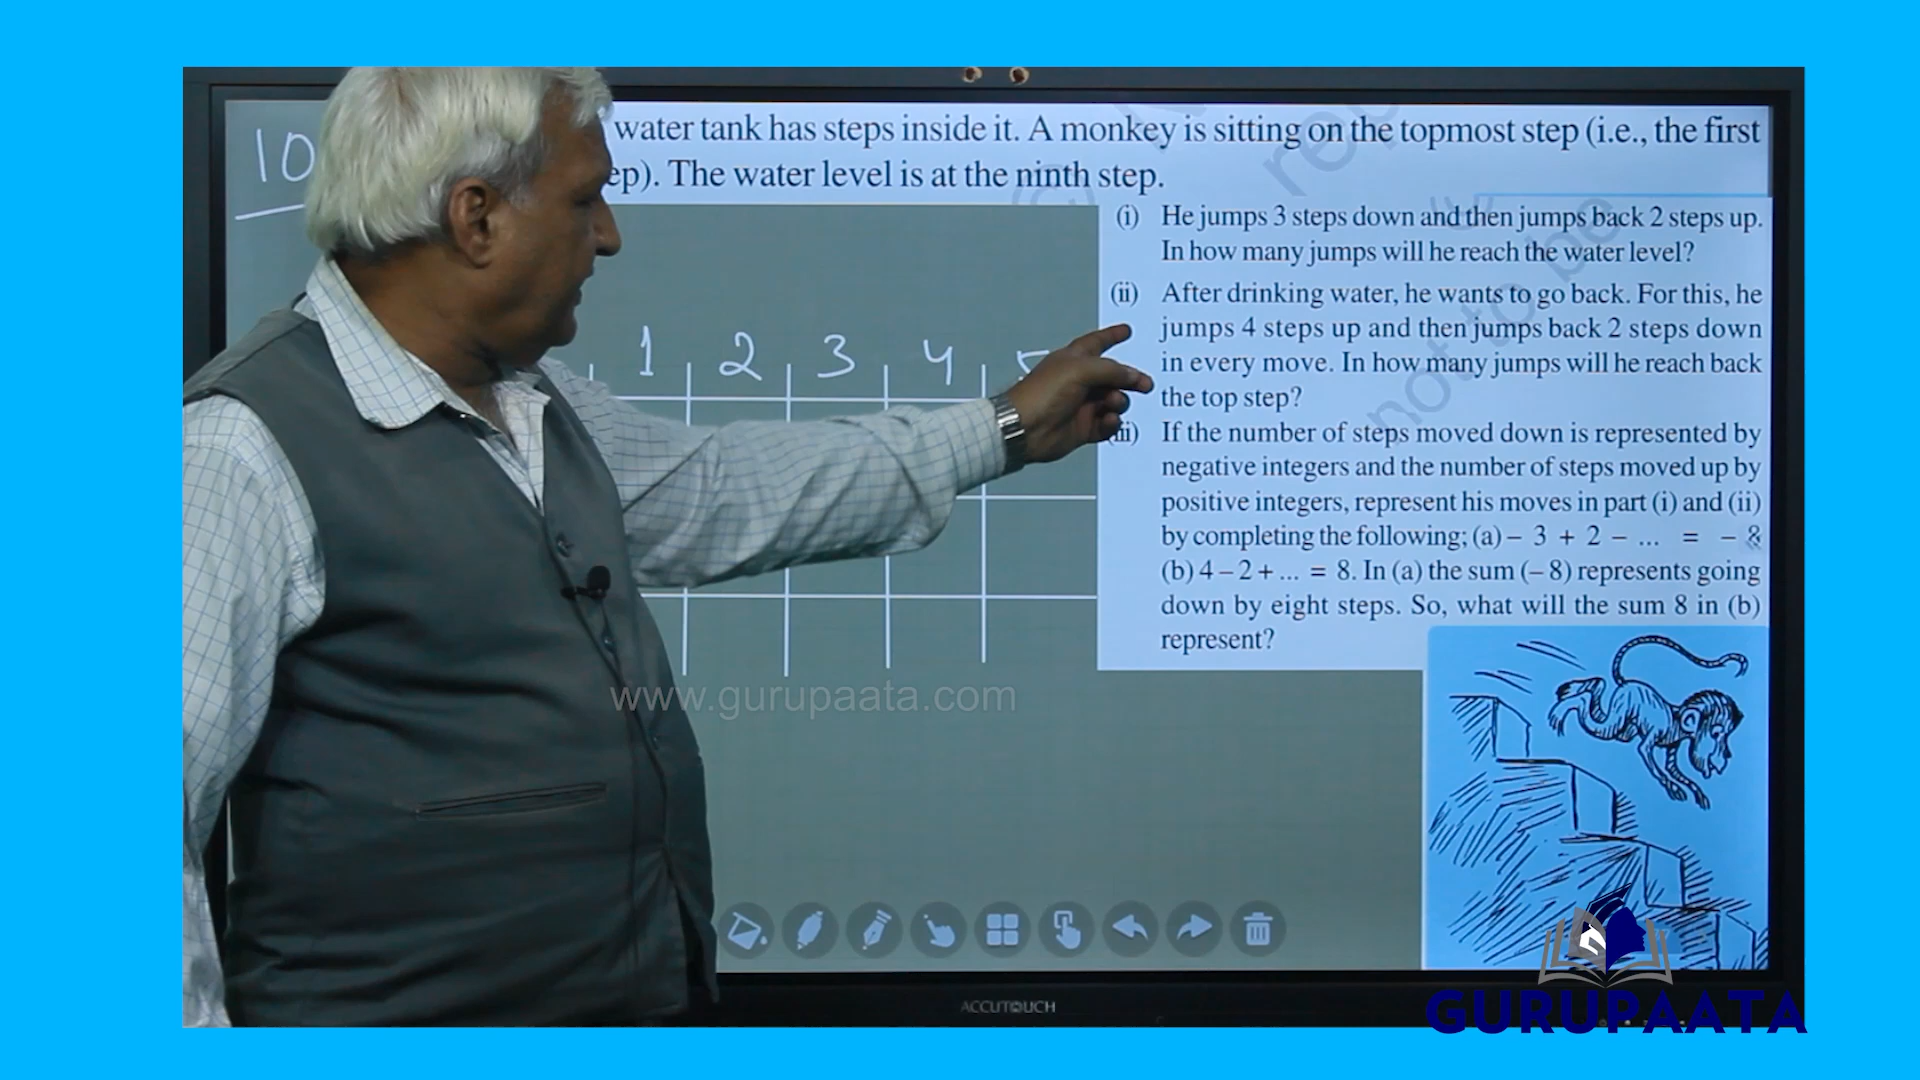 10
water tank has steps inside it. A monkey is sitting on the topmost step (i.e., the first
ep). The water level is at the ninth step.
(i) He jumps 3 steps down and then jumps back 2 steps up.
In how many jumps will he reach the water level?
(ii) After drinking water, he wants to go back. For this, he
jumps 4 steps up and then jumps back 2 steps down
in every move. In how many jumps will he reach back
the top step?
ii) If the number of steps moved down is represented by
negative integers and the number of steps moved up by
positive integers, represent his moves in part (i) and (ii)
by completing the following; (a) – 3 + 2 – ... = – 8
(b) 4 – 2 + ... = 8. In (a) the sum (– 8) represents going
down by eight steps. So, what will the sum 8 in (b)
represent?
1 2 3 4 5
not to be
www.gurupaata.com
ACCUTOUCH
GURUPAATA